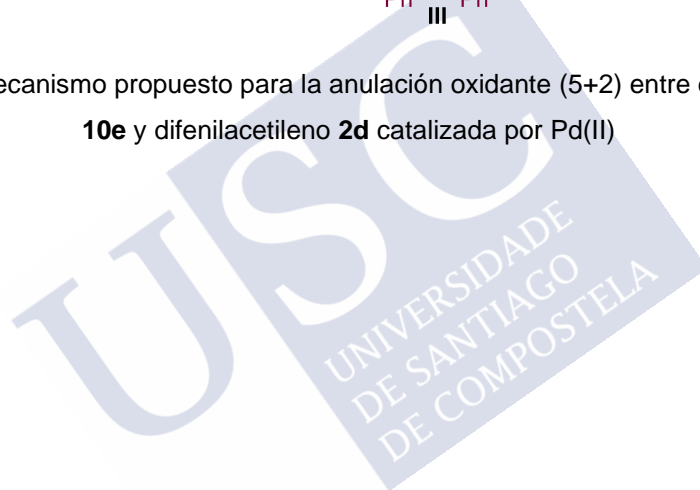 III
ecanismo propuesto para la anulación oxidante (5+2) entre
10e y difenilacetileno 2d catalizada por Pd(II)
USC
UNIVERSIDADE
DE SANTIAGO
DE COMPOSTELA